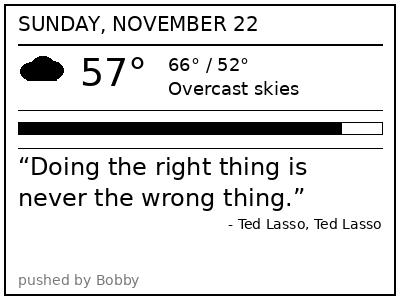 SUNDAY, NOVEMBER 22
57° 66° / 52°
Overcast skies
“Doing the right thing is
never the wrong thing.”
- Ted Lasso, Ted Lasso
pushed by Bobby